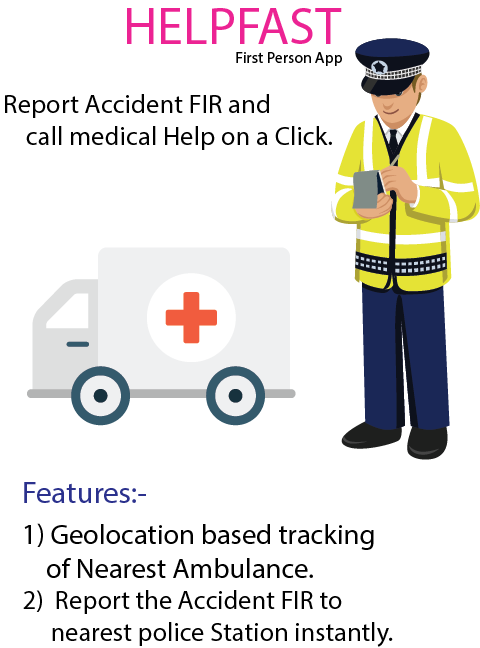 HELPFAST
First Person App
Report Accident FIR and
call medical Help on a Click.
Features:-
1) Geolocation based tracking
of Nearest Ambulance.
2) Report the Accident FIR to
nearest police Station instantly.